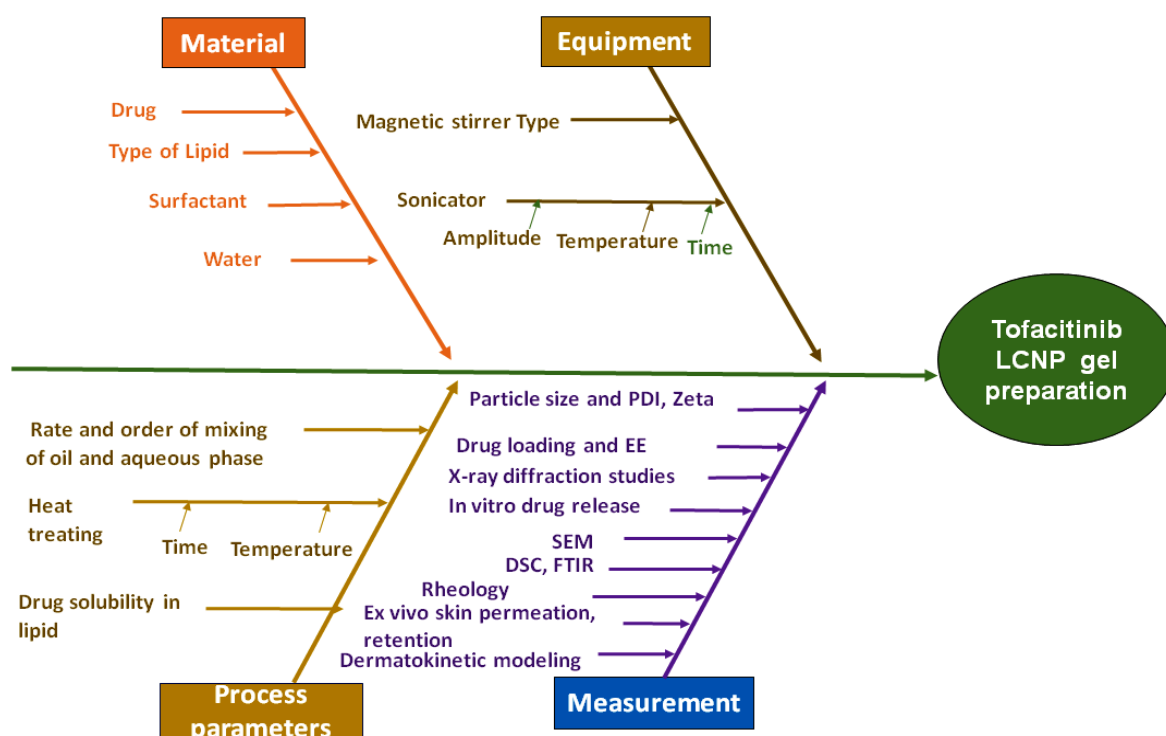 Material
Equipment
Drug
Type of Lipid
Surfactant
Water
Magnetic stirrer Type
Sonicator
Amplitude
Temperature
Time
Tofacitinib
LCNP gel
preparation
Rate and order of mixing
of oil and aqueous phase
Heat
treating
Time
Temperature
Drug solubility in
lipid
Particle size and PDI, Zeta
Drug loading and EE
X-ray diffraction studies
In vitro drug release
SEM
DSC, FTIR
Rheology
Ex vivo skin permeation,
retention
Dermatokinetic modeling
Process
parameters
Measurement